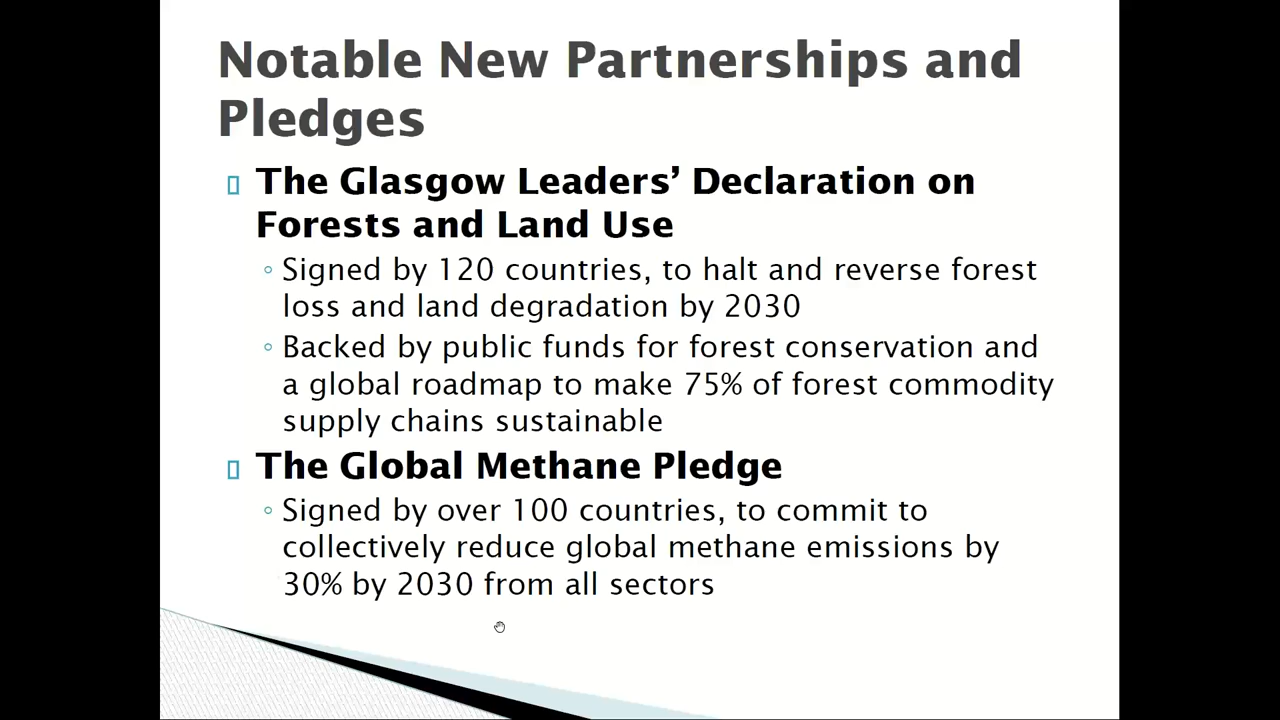 Notable New Partnerships and
Pledges
The Glasgow Leaders’ Declaration on
Forests and Land Use
Signed by 120 countries, to halt and reverse forest
loss and land degradation by 2030
Backed by public funds for forest conservation and
a global roadmap to make 75% of forest commodity
supply chains sustainable
The Global Methane Pledge
Signed by over 100 countries, to commit to
collectively reduce global methane emissions by
30% by 2030 from all sectors